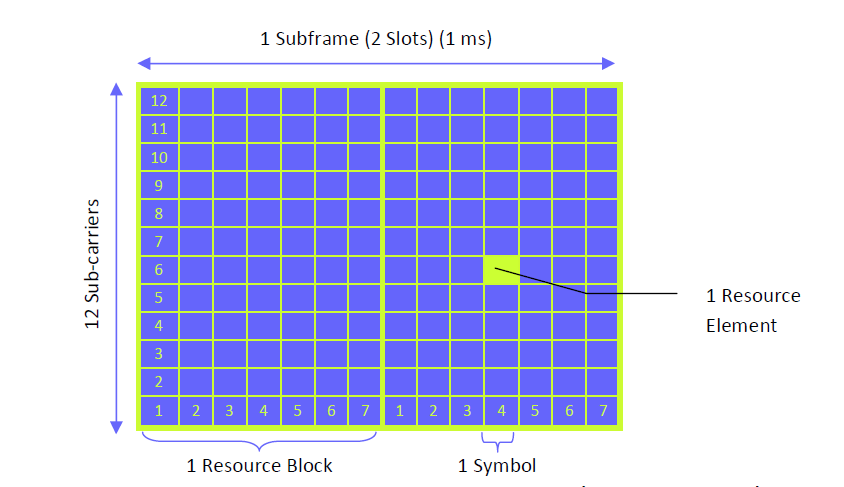 1 Subframe (2 Slots) (1 ms)
12 Sub-carriers
12
11
10
9
8
7
6
5
4
3
2
1 2 3 4 5 6 7 1 2 3 4 5 6 7
1 Resource
Element
1 Resource Block
1 Symbol